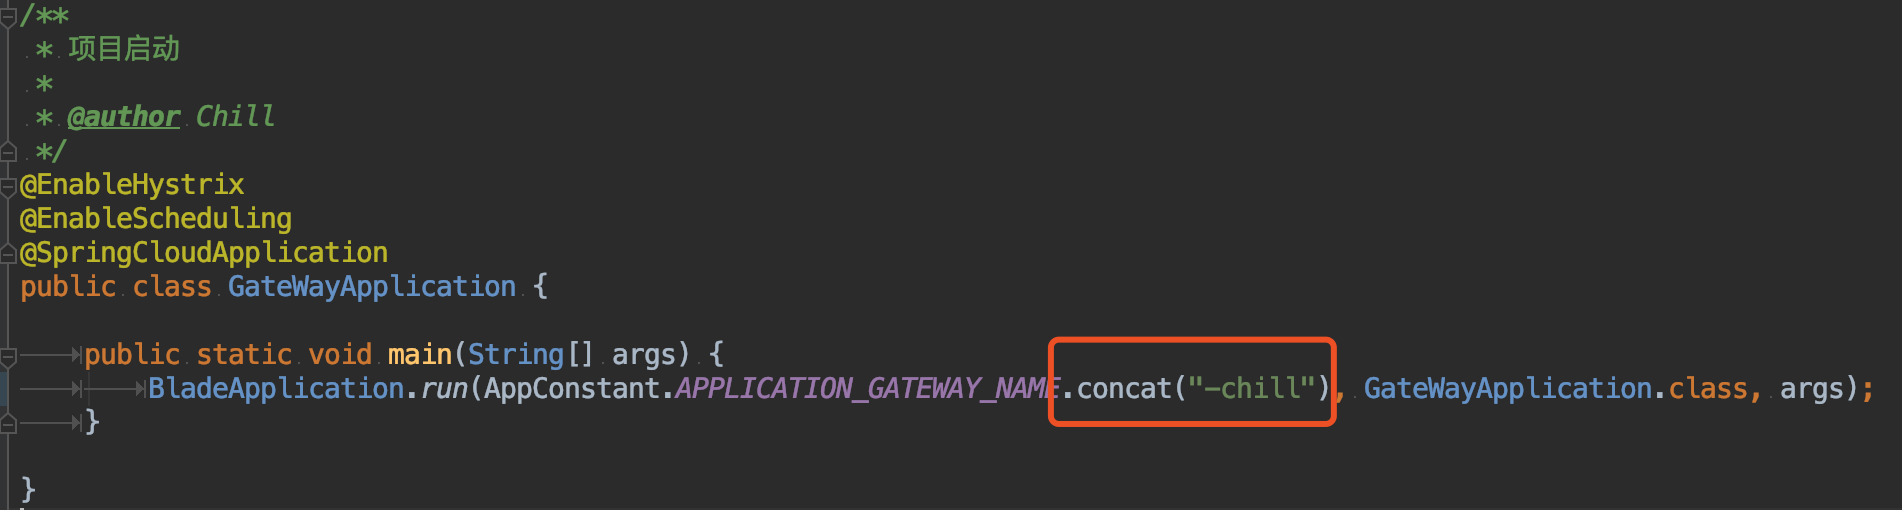 /**
 * 项目启动
 *
 * @author Chill
 */
@EnableHystrix
@EnableScheduling
@SpringCloudApplication
public class GateWayApplication {
public static void main(String[] args) {
BladeApplication.run(AppConstant.APPLICATION_GATEWAY_NAME.concat("-chill"), GateWayApplication.class, args);
}
}